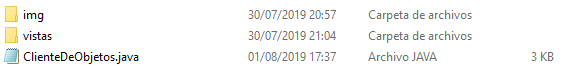 img 30/07/2019 20:57 Carpeta de archivos
vistas 30/07/2019 21:04 Carpeta de archivos
ClienteDeObjetos.java 01/08/2019 17:37 Archivo JAVA 3 KB